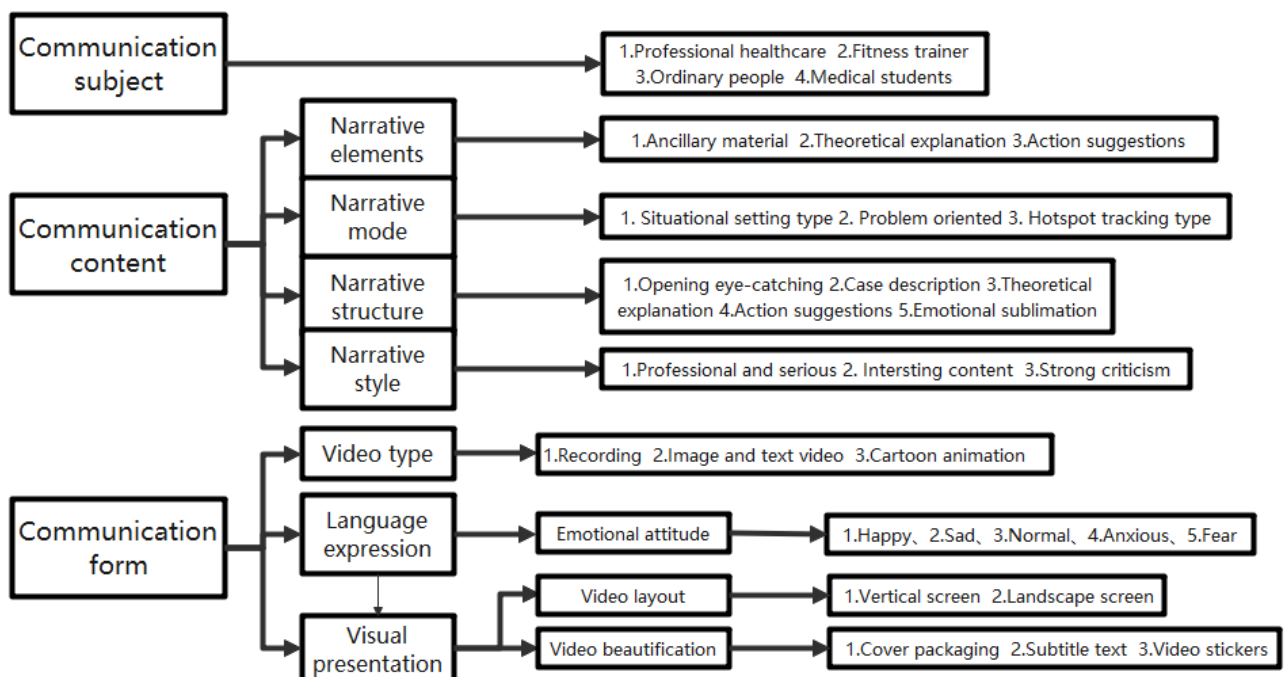 Communication
subject
1.Professional healthcare 2.Fitness trainer
3.Ordinary people 4.Medical students
Communication
content
Narrative
elements
1.Ancillary material 2.Theoretical explanation 3.Action suggestions
Narrative
mode
1. Situational setting type 2. Problem oriented 3. Hotspot tracking type
Narrative
structure
1.Opening eye-catching 2.Case description 3.Theoretical
explanation 4.Action suggestions 5.Emotional sublimation
Narrative
style
1.Professional and serious 2. Intersting content 3.Strong criticism
Communication
form
Video type
1.Recording 2.Image and text video 3.Cartoon animation
Language
expression
Emotional attitude
1.Happy、2.Sad、3.Normal、4.Anxious、5.Fear
Visual
presentation
Video layout
1.Vertical screen 2.Landscape screen
Video beautification
1.Cover packaging 2.Subtitle text 3.Video stickers